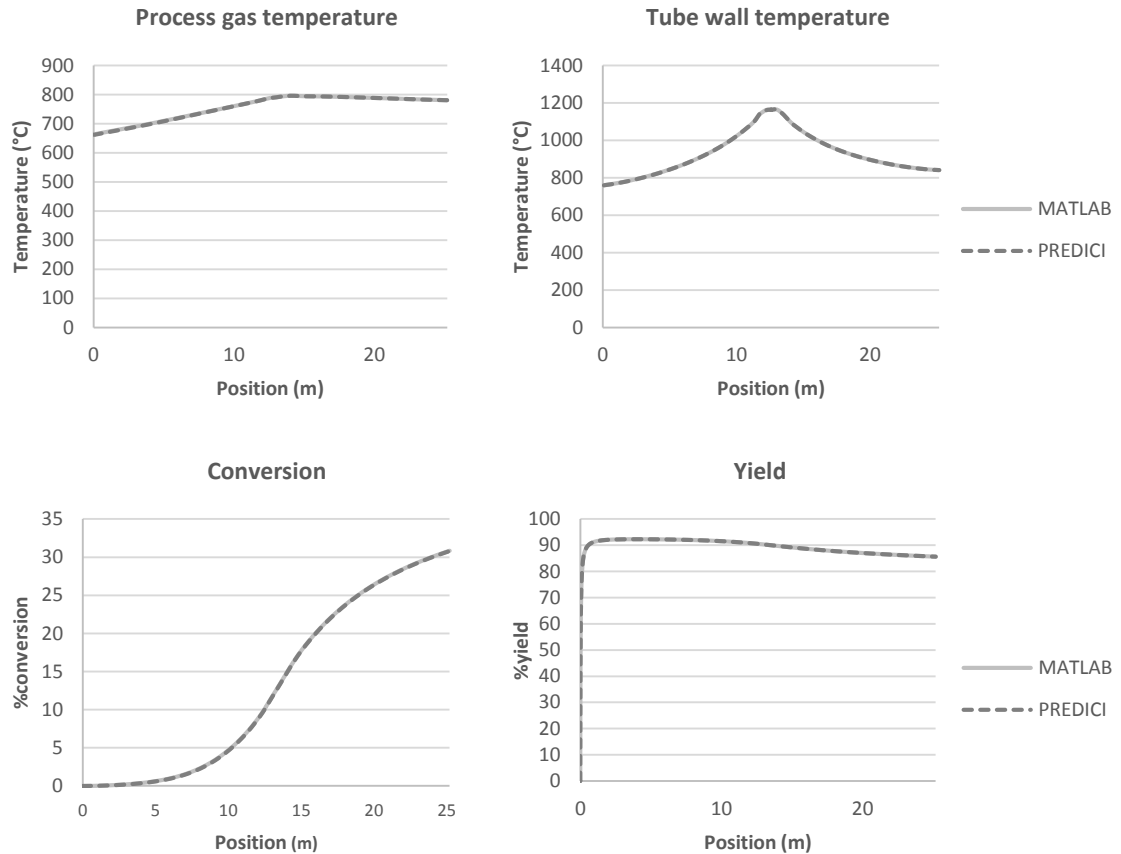 Process gas temperature
900
800
700
600
500
400
300
200
100
0
Temperature (°C)
0 10 20
Position (m)
Tube wall temperature
1400
1200
1000
800
600
400
200
0
Temperature (°C)
0 10 20
Position (m)
MATLAB
PREDICI
Conversion
35
30
25
20
15
10
5
0
%conversion
0 5 10 15 20 25
Position (m)
Yield
100
90
80
70
60
50
40
30
20
10
0
%yield
0 10 20
Position (m)
MATLAB
PREDICI